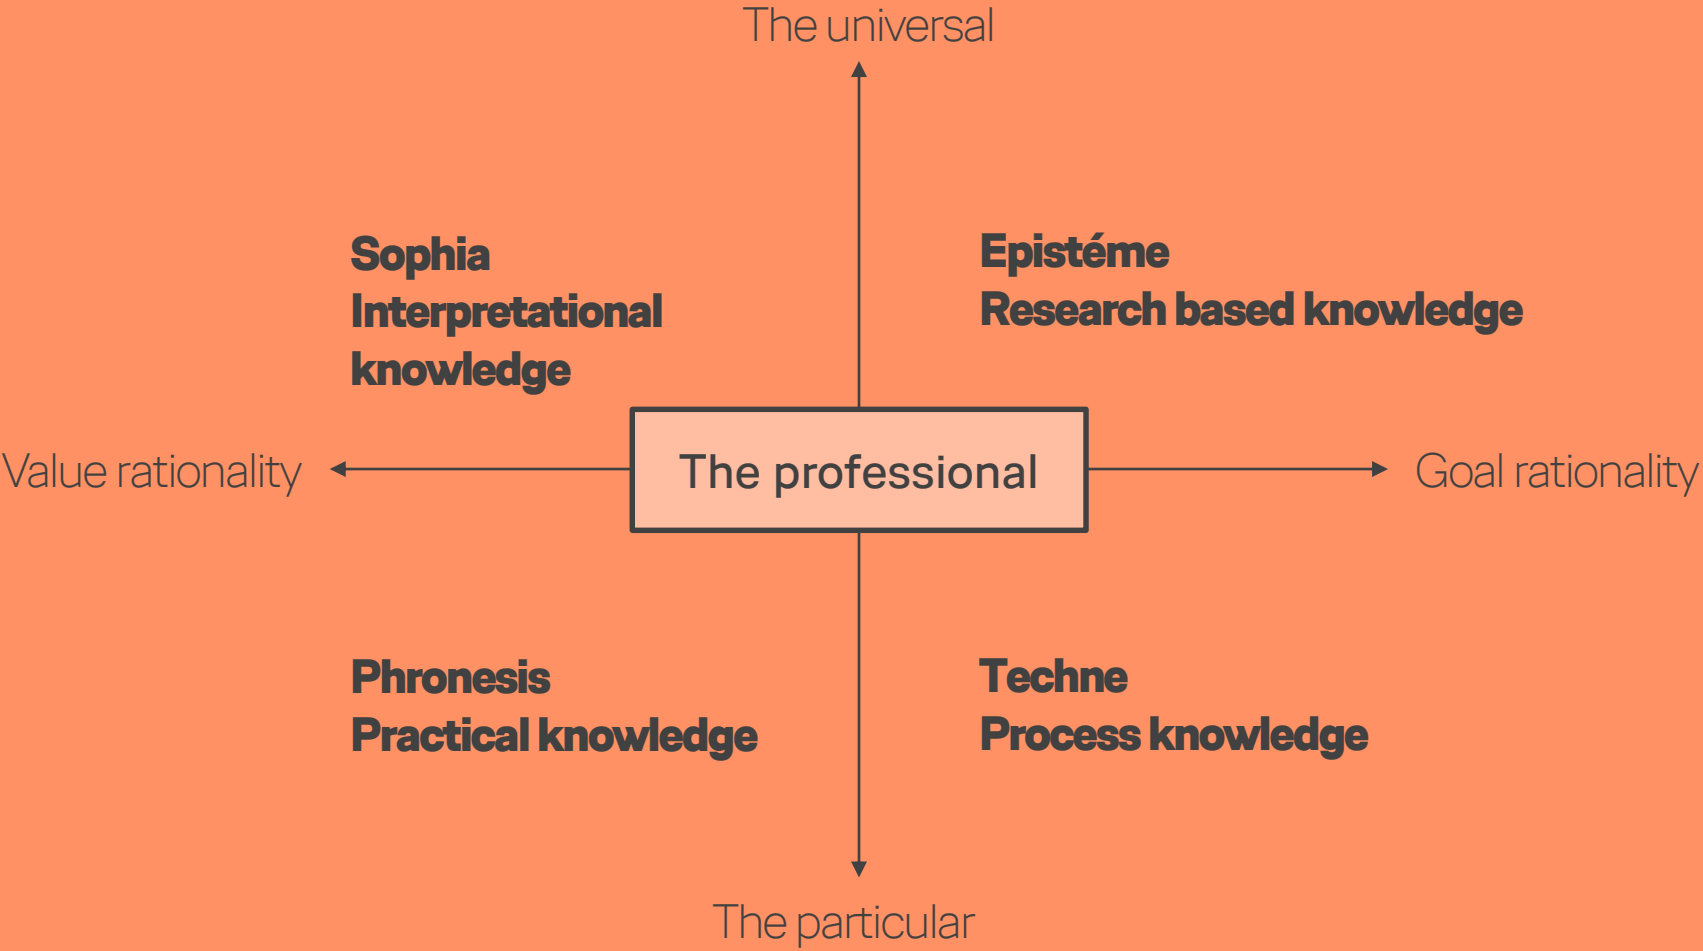 The universal
Sophia
Interpretational
knowledge
Epistéme
Research based knowledge
Value rationality
The professional
Goal rationality
Phronesis
Practical knowledge
Techne
Process knowledge
The particular